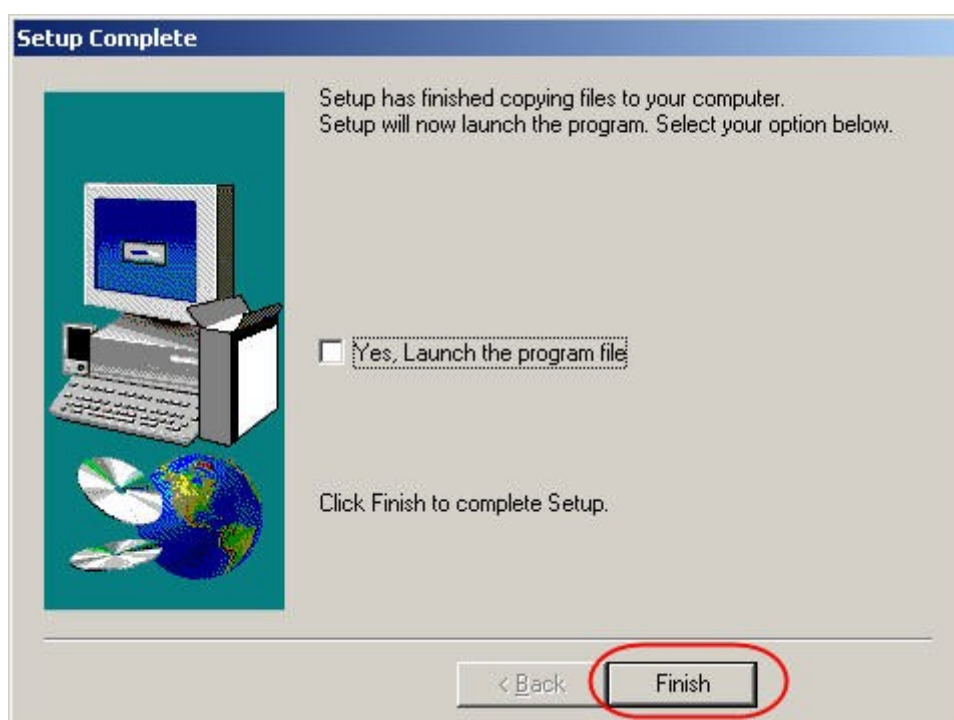 Setup Complete
Setup has finished copying files to your computer.
Setup will now launch the program. Select your option below.
Yes, Launch the program file
Click Finish to complete Setup.
< Back
Finish